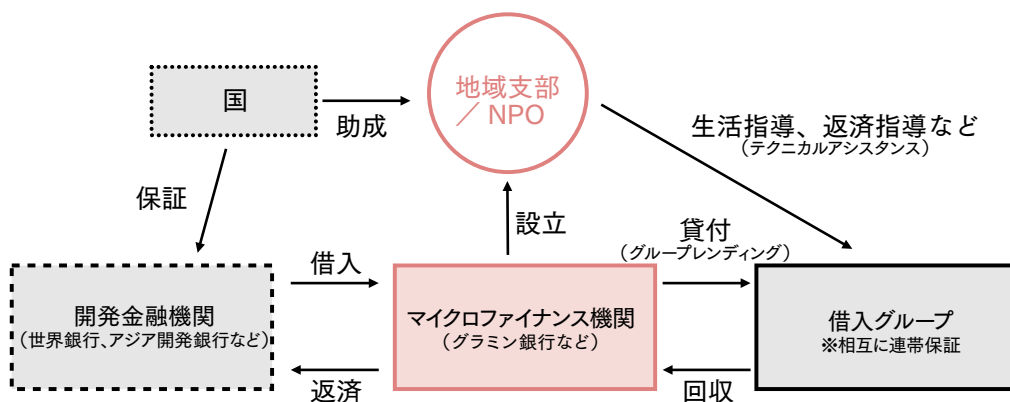 国
助成
地域支部
／ NPO
生活指導、返済指導など
（テクニカルアシスタンス）
保証
設立
借入
貸付
（グループレンディング）
開発金融機関
（世界銀行、アジア開発銀行など）
マイクロファイナンス機関
（グラミン銀行など）
借入グループ
※相互に連帯保証
返済
回収